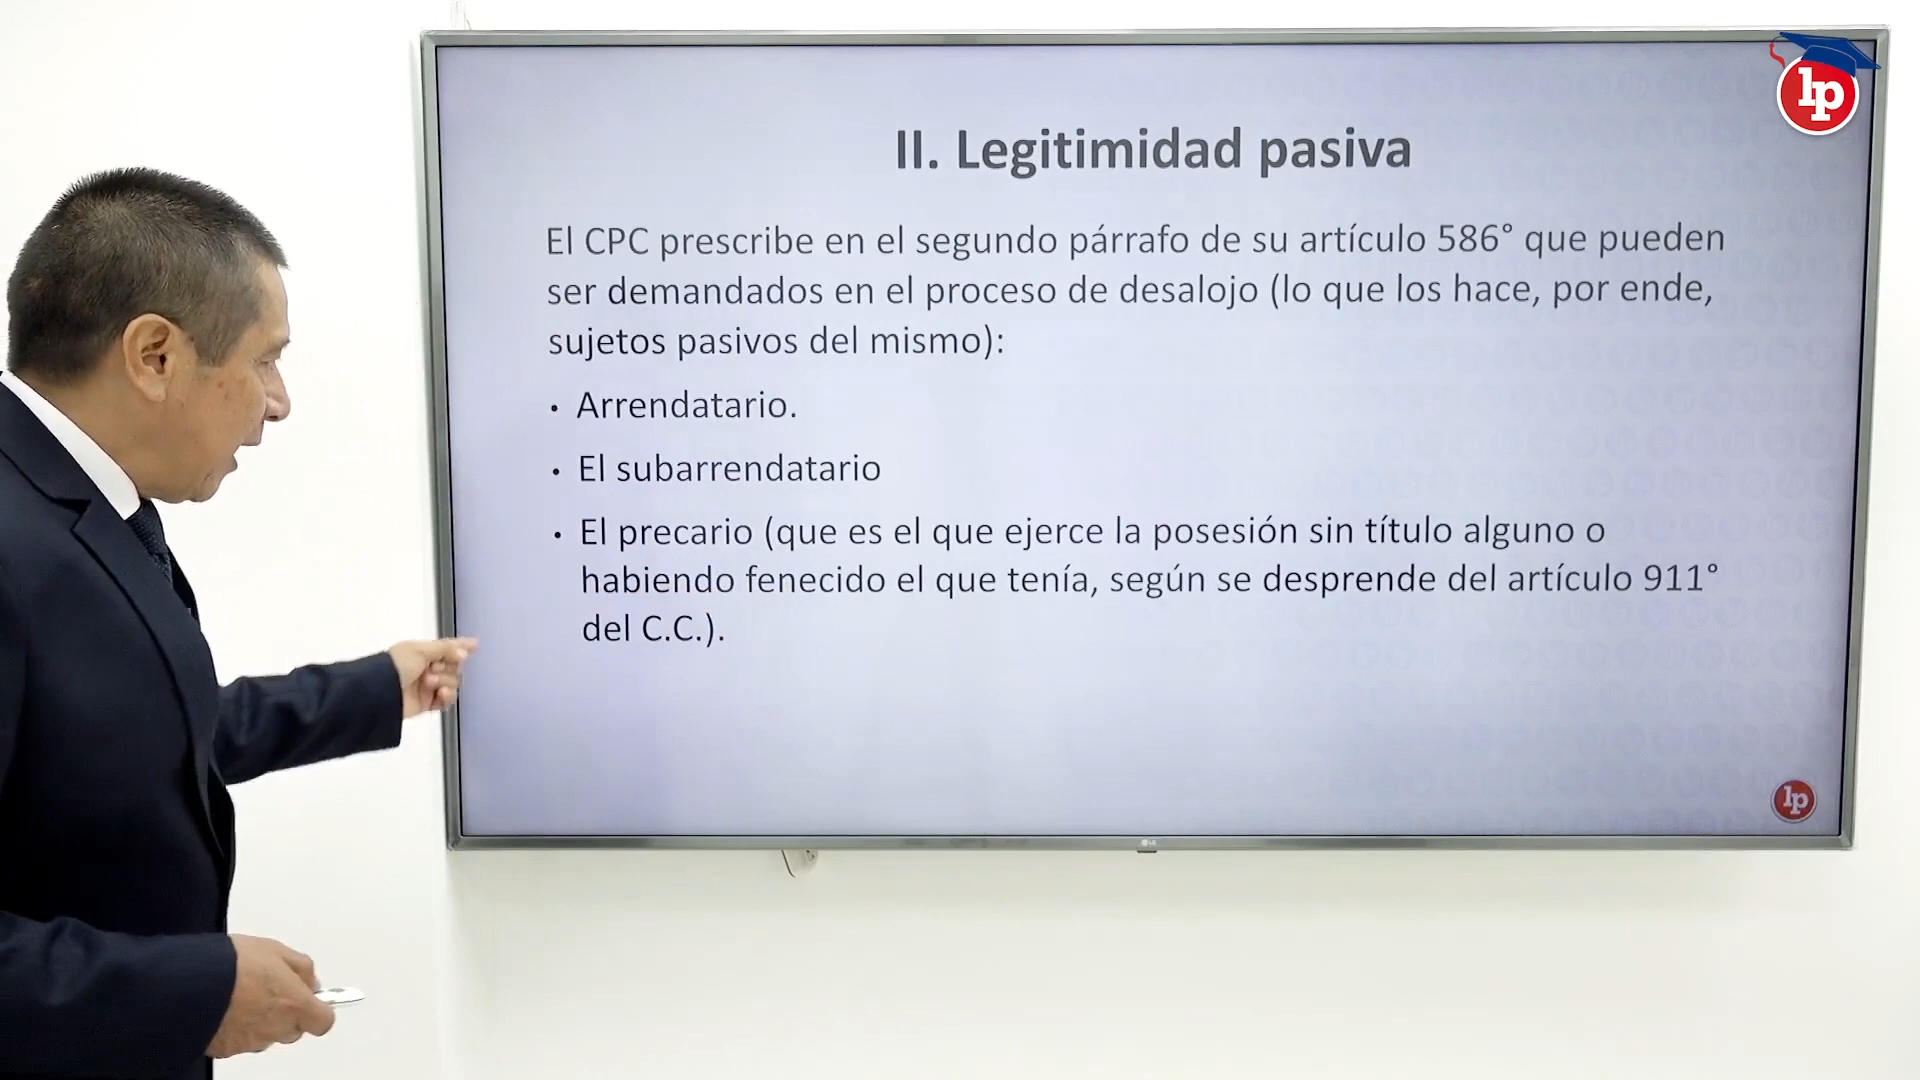 lp
II. Legitimidad pasiva
El CPC prescribe en el segundo párrafo de su artículo 586° que pueden
ser demandados en el proceso de desalojo (lo que los hace, por ende,
sujetos pasivos del mismo):
• Arrendatario.
• El subarrendatario
• El precario (que es el que ejerce la posesión sin título alguno o
habiendo fenecido el que tenía, según se desprende del artículo 911°
del C.C.).
lp
LG